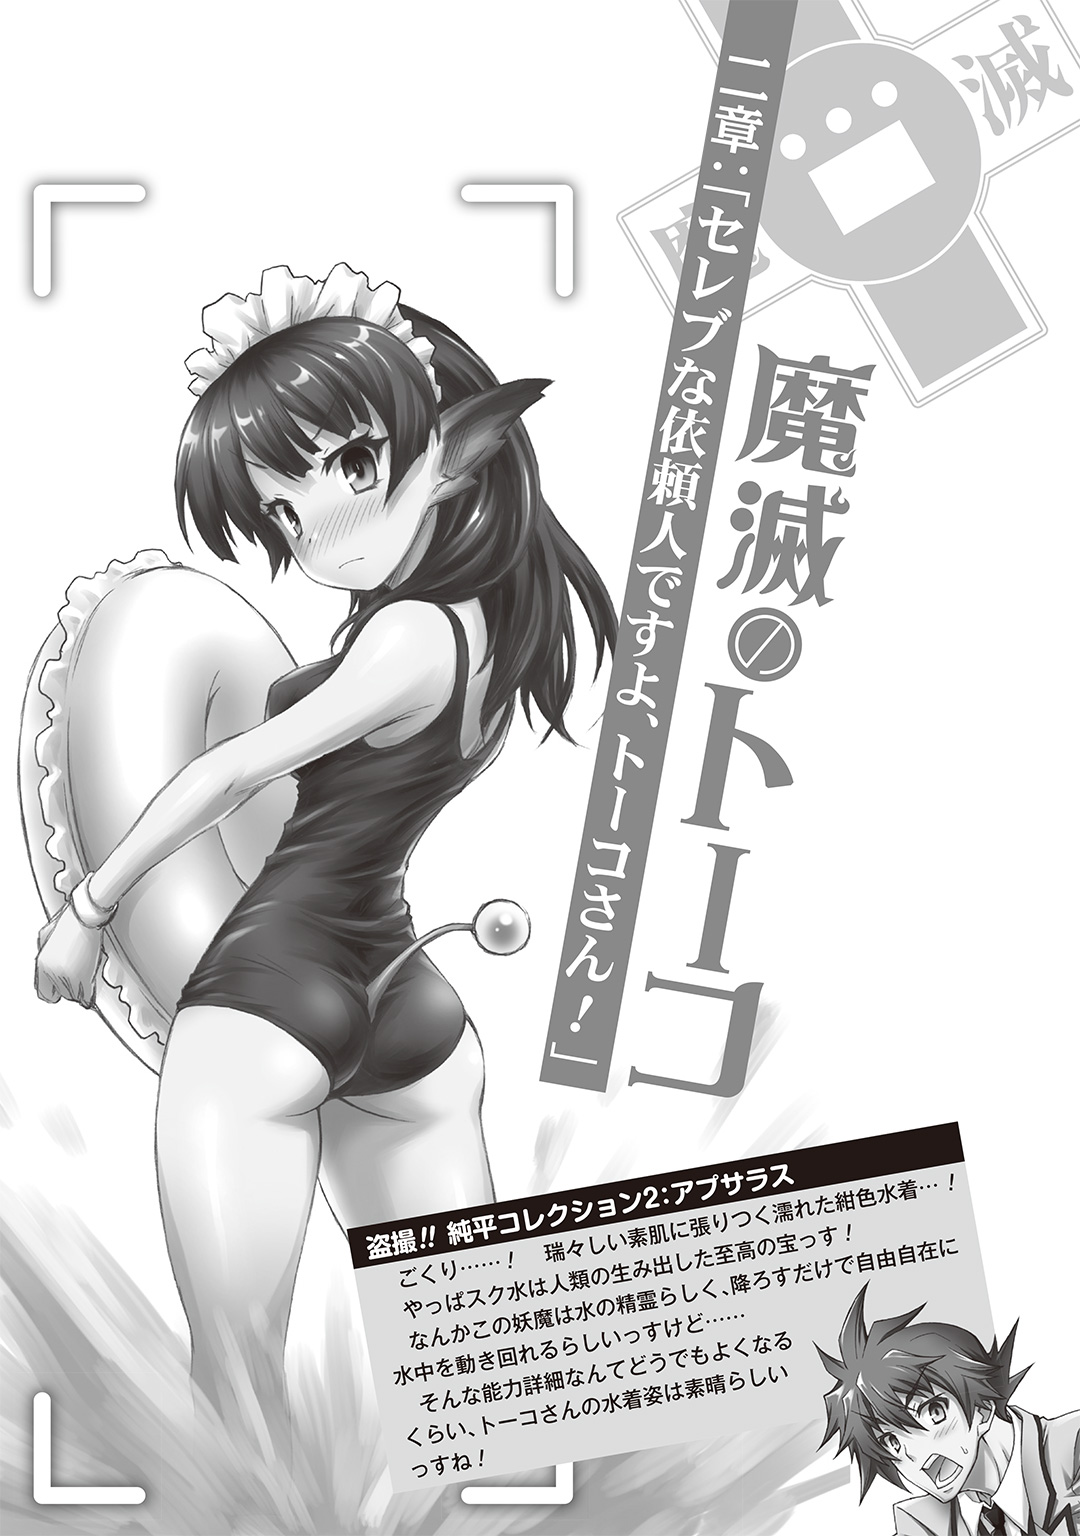 魔滅
魔滅のトーコ
二章:「セレブな依頼人ですよ、トーコさん!」
盗撮!! 純平コレクション2:アプサラス
ごくり……! 瑞々しい素肌に張りつく濡れた紺色水着…!
やっぱスク水は人類の生み出した至高の宝っす!
なんかこの妖魔は水の精霊らしく、降ろすだけで自由自在に
水中を動き回れるらしいっすけど……
そんな能力詳細なんてどうでもよくなる
くらい、トーコさんの水着姿は素晴らしい
っすね!